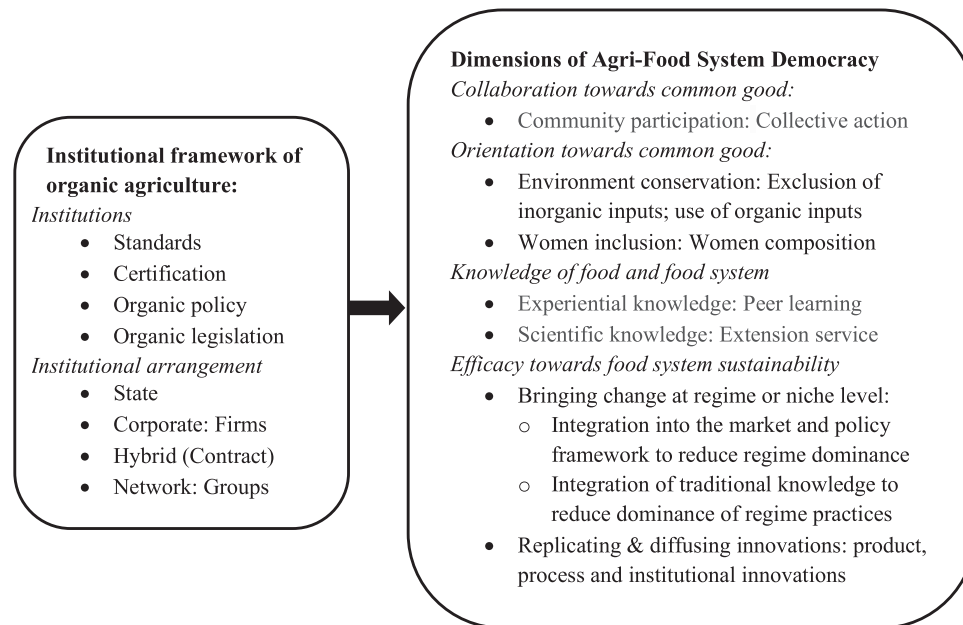 Institutional framework of
organic agriculture:
Institutions
• Standards
• Certification
• Organic policy
• Organic legislation
Institutional arrangement
• State
• Corporate: Firms
• Hybrid (Contract)
• Network: Groups
Dimensions of Agri-Food System Democracy
Collaboration towards common good:
• Community participation: Collective action
Orientation towards common good:
• Environment conservation: Exclusion of
inorganic inputs; use of organic inputs
• Women inclusion: Women composition
Knowledge of food and food system
• Experiential knowledge: Peer learning
• Scientific knowledge: Extension service
Efficacy towards food system sustainability
• Bringing change at regime or niche level:
o Integration into the market and policy
framework to reduce regime dominance
o Integration of traditional knowledge to
reduce dominance of regime practices
• Replicating & diffusing innovations: product,
process and institutional innovations